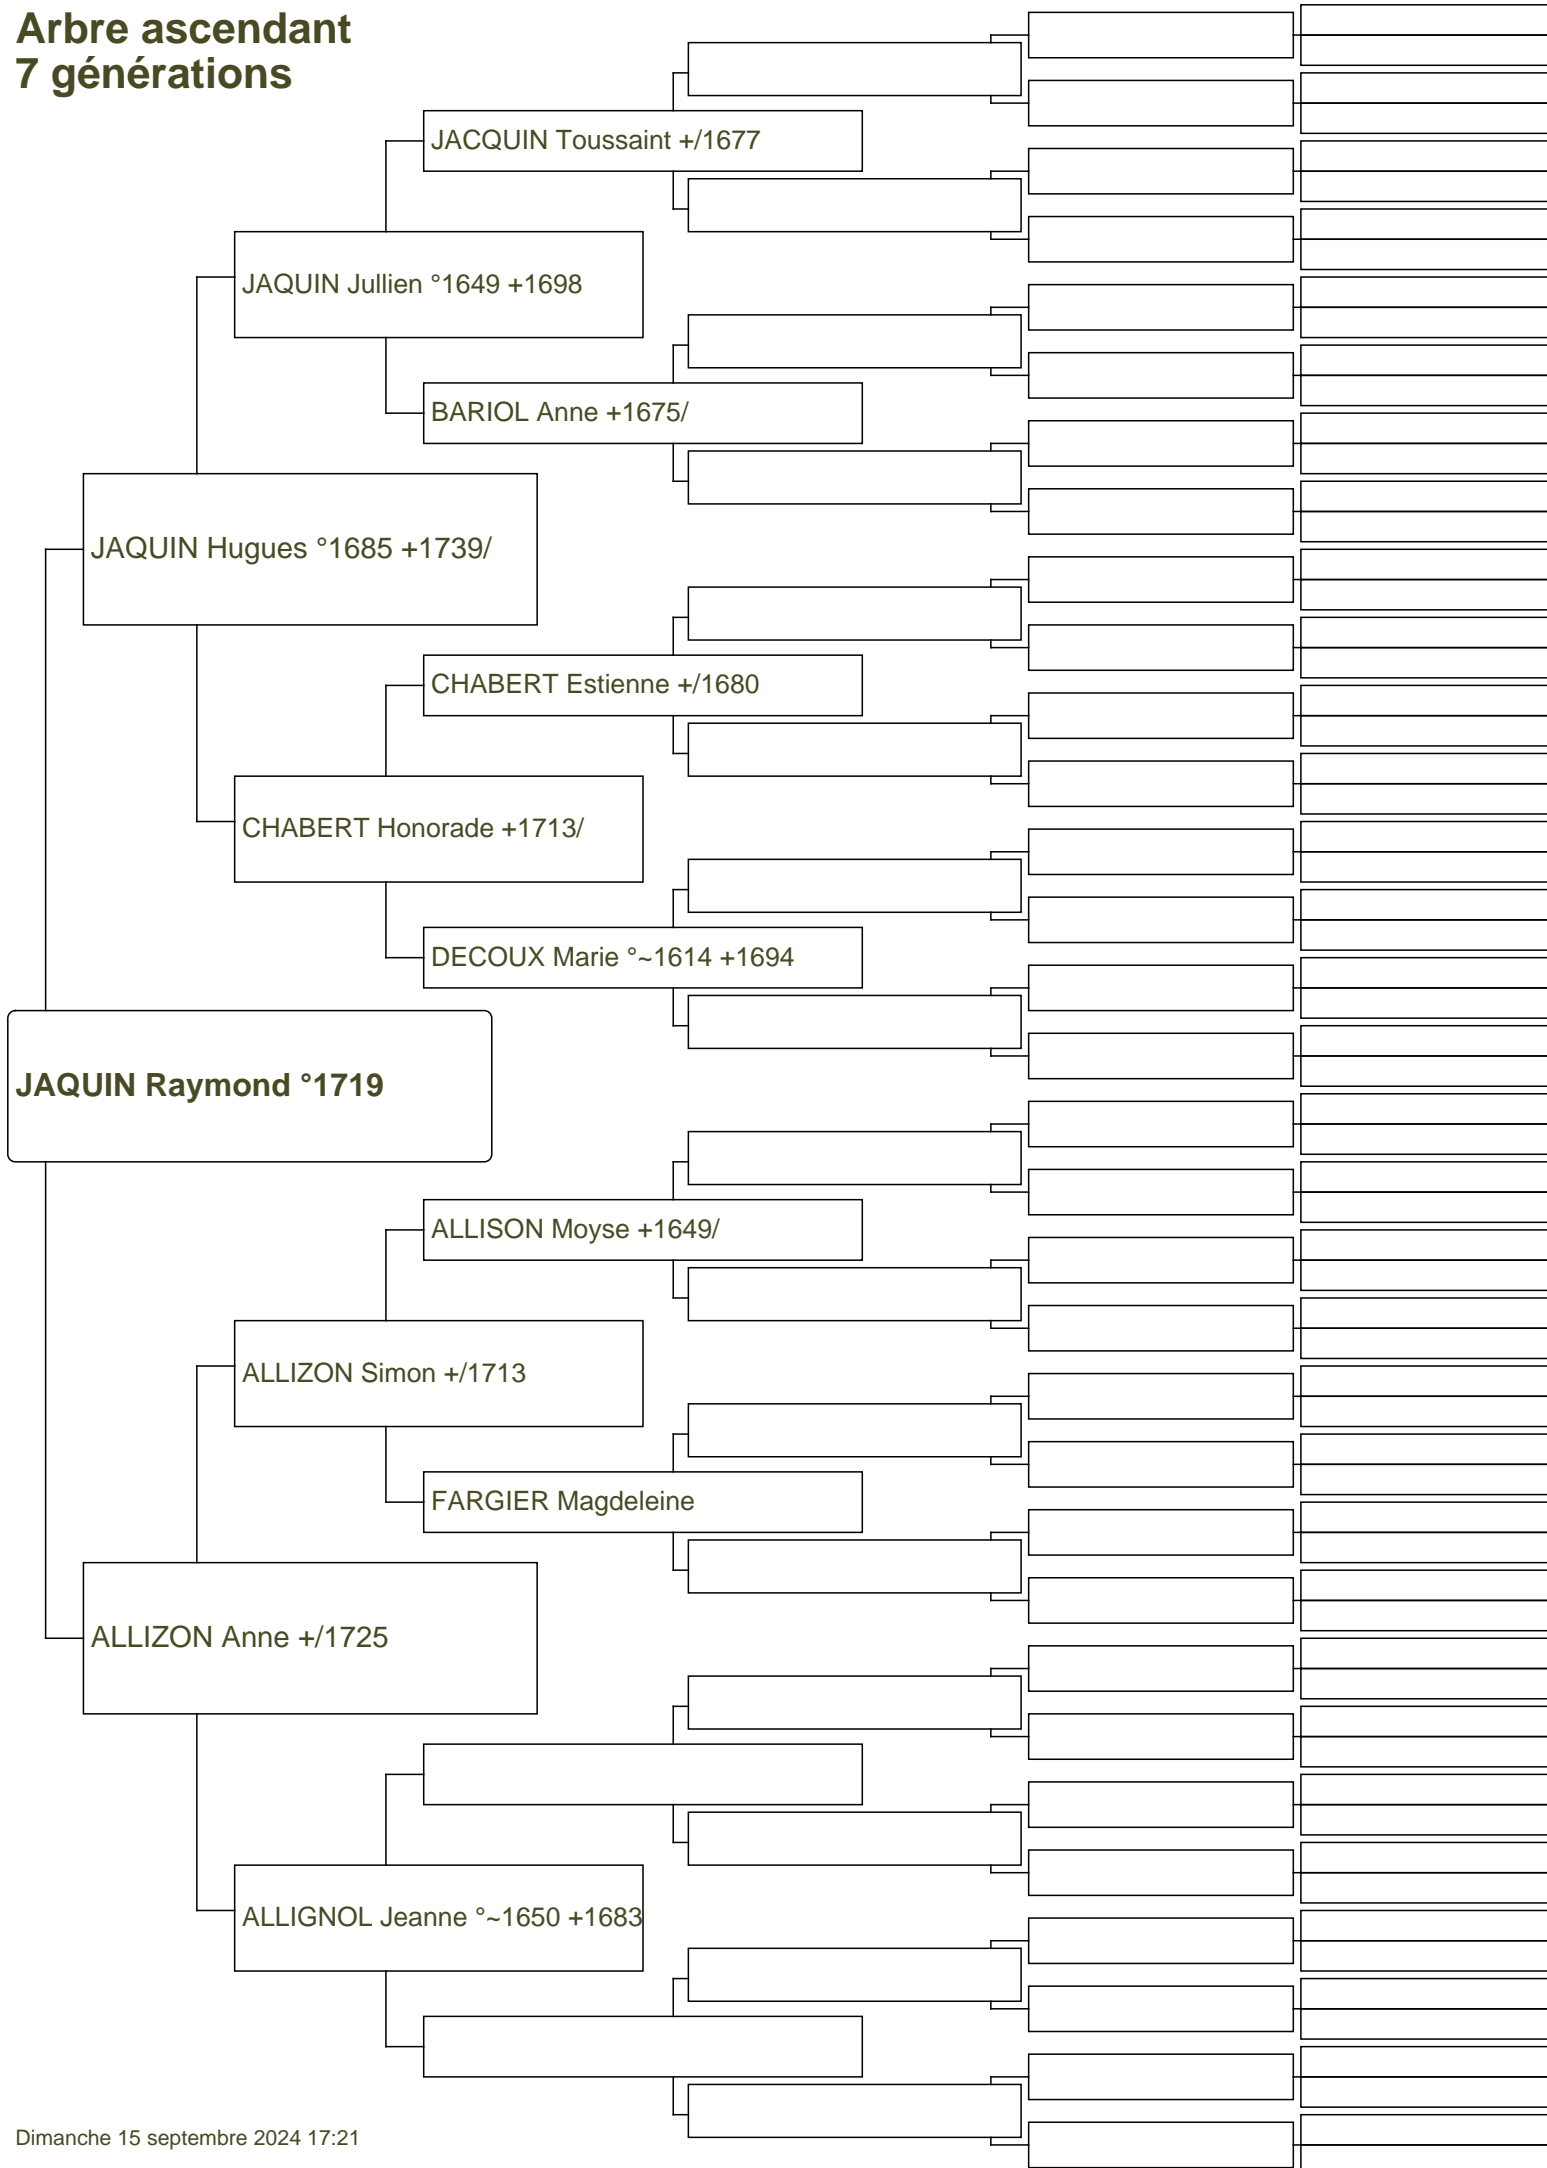 Arbre ascendant
7 générations
JACQUIN Toussaint +/1677
JAQUIN Jullien °1649 +1698
BARIOL Anne +1675/
JAQUIN Hugues °1685 +1739/
CHABERT Estienne +/1680
CHABERT Honorade +1713/
DECOUX Marie °~1614 +1694
JAQUIN Raymond °1719
ALLISON Moyse +1649/
ALLIZON Simon +/1713
FARGIER Magdeleine
ALLIZON Anne +/1725
ALLIGNOL Jeanne °~1650 +1683
Dimanche 15 septembre 2024 17:21